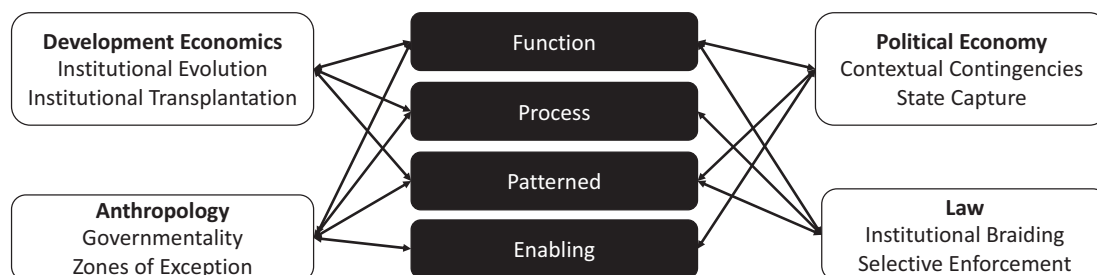 Development Economics
Institutional Evolution
Institutional Transplantation
Anthropology
Governmentality
Zones of Exception
Function
Process
Patterned
Enabling
Political Economy
Contextual Contingencies
State Capture
Law
Institutional Braiding
Selective Enforcement